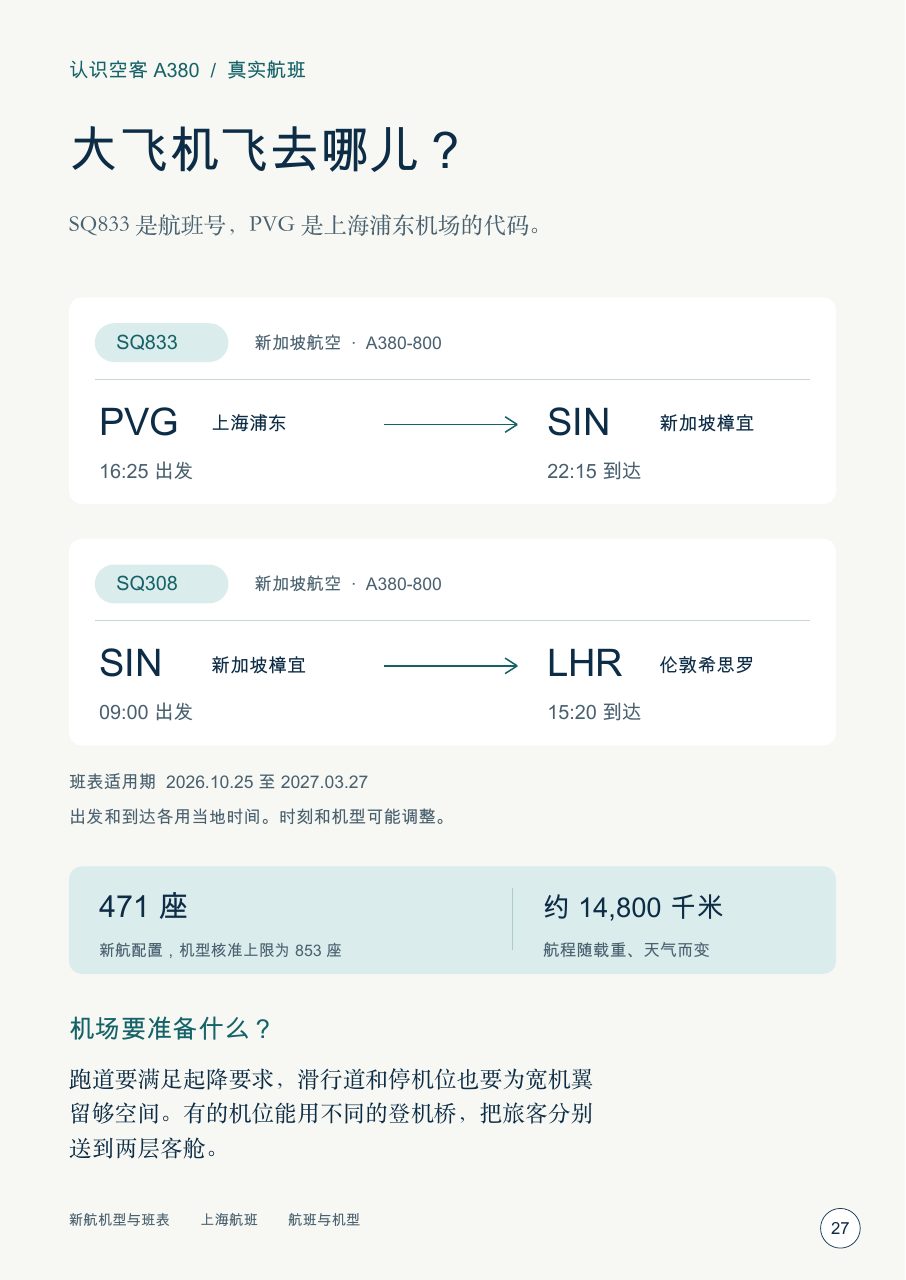 认识空客 A380 / 真实航班
大飞机飞去哪儿？
SQ833 是航班号，PVG 是上海浦东机场的代码。
SQ833 新加坡航空 · A380-800
PVG 上海浦东 → SIN 新加坡樟宜
16:25 出发 22:15 到达
SQ308 新加坡航空 · A380-800
SIN 新加坡樟宜 → LHR 伦敦希思罗
09:00 出发 15:20 到达
班表适用期 2026.10.25 至 2027.03.27
出发和到达各用当地时间。时刻和机型可能调整。
471 座 约 14,800 千米
新航配置，机型核准上限为 853 座 航程随载重、天气而变
机场要准备什么？
跑道要满足起降要求，滑行道和停机位也要为宽机翼
留够空间。有的机位能用不同的登机桥，把旅客分别
送到两层客舱。
新航机型与班表 上海航班 航班与机型
27